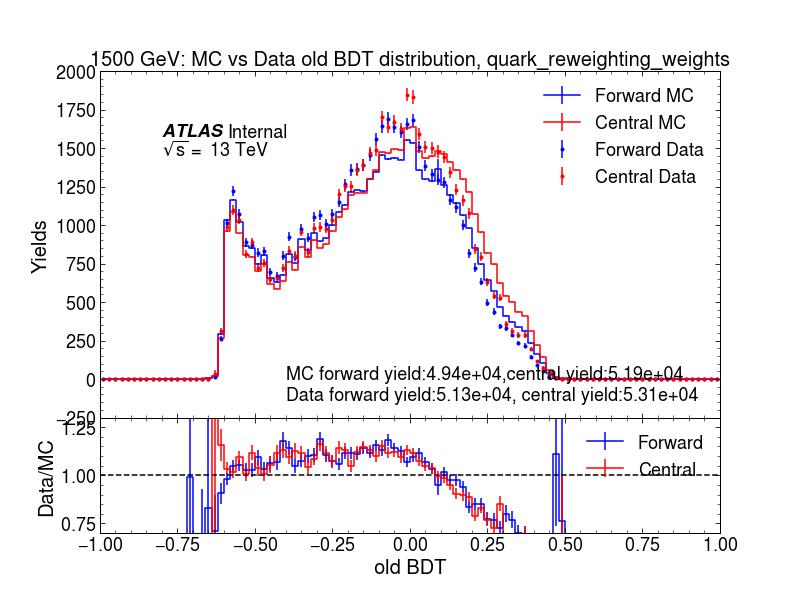 1500 GeV: MC vs Data old BDT distribution, quark_reweighting_weights
2000
1750
1500
1250
1000
750
500
250
0
−250
Yields
ATLAS Internal
√s = 13 TeV
Forward MC
Central MC
Forward Data
Central Data
MC forward yield:4.94e+04,central yield:5.19e+04
Data forward yield:5.13e+04, central yield:5.31e+04
1.25
1.00
0.75
Data/MC
Forward
Central
−1.00 −0.75 −0.50 −0.25 0.00 0.25 0.50 0.75 1.00
old BDT